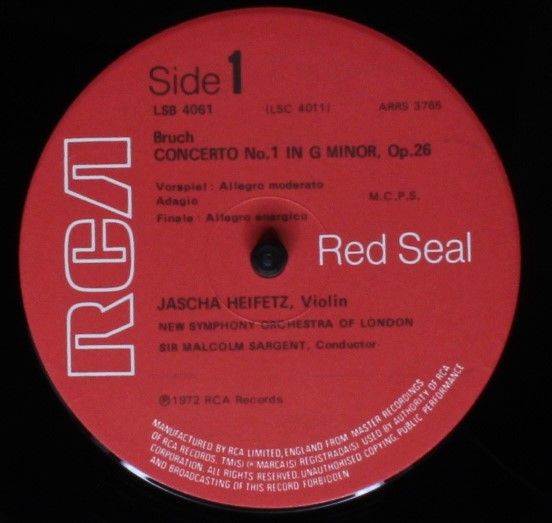 Side 1
LSB 4061 (LSC 4011) ARRS 3765
Bruch
CONCERTO No.1 IN G MINOR, Op.26
Vorspiel : Allegro moderato
Adagio M.C.P.S.
Finale : Allegro energico
RCA
Red Seal
JASCHA HEIFETZ, Violin
NEW SYMPHONY ORCHESTRA OF LONDON
SIR MALCOLM SARGENT, Conductor
℗1972 RCA Records
MANUFACTURED BY RCA LIMITED, ENGLAND FROM MASTER RECORDINGS
OF RCA RECORDS, TM(S) (® MARCA(S) REGISTRADA(S) USED BY AUTHORITY OF RCA
CORPORATION. ALL RIGHTS RESERVED. UNAUTHORISED COPYING, PUBLIC PERFORMANCE
AND BROADCASTING OF THIS RECORD FORBIDDEN